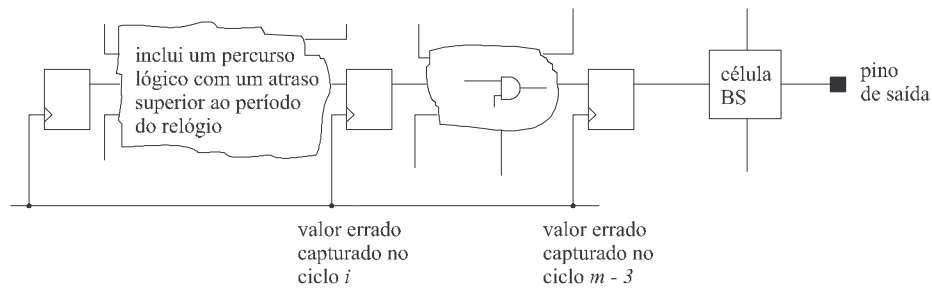 inclui um percurso
lógico com um atraso
superior ao período
do relógio
célula
BS
pino
de saída
valor errado
capturado no
ciclo i
valor errado
capturado no
ciclo m - 3